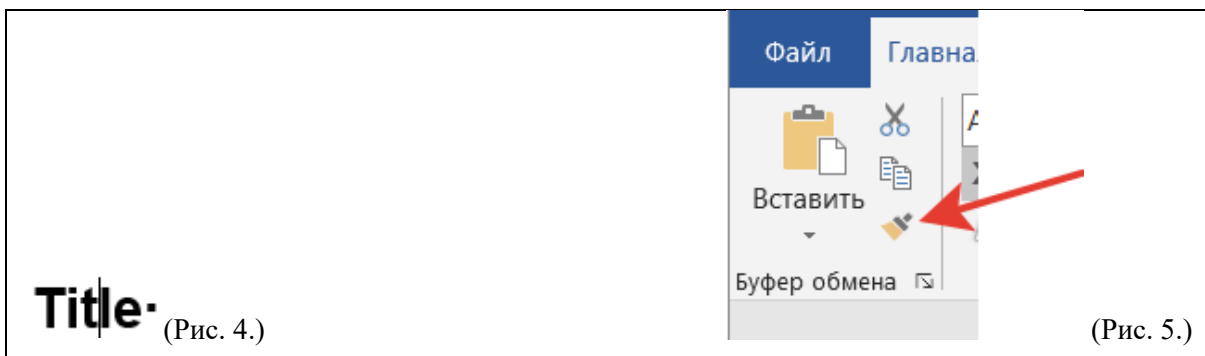 Файл Главна
Вставить
Буфер обмена
Title· (Рис. 4.) (Рис. 5.)